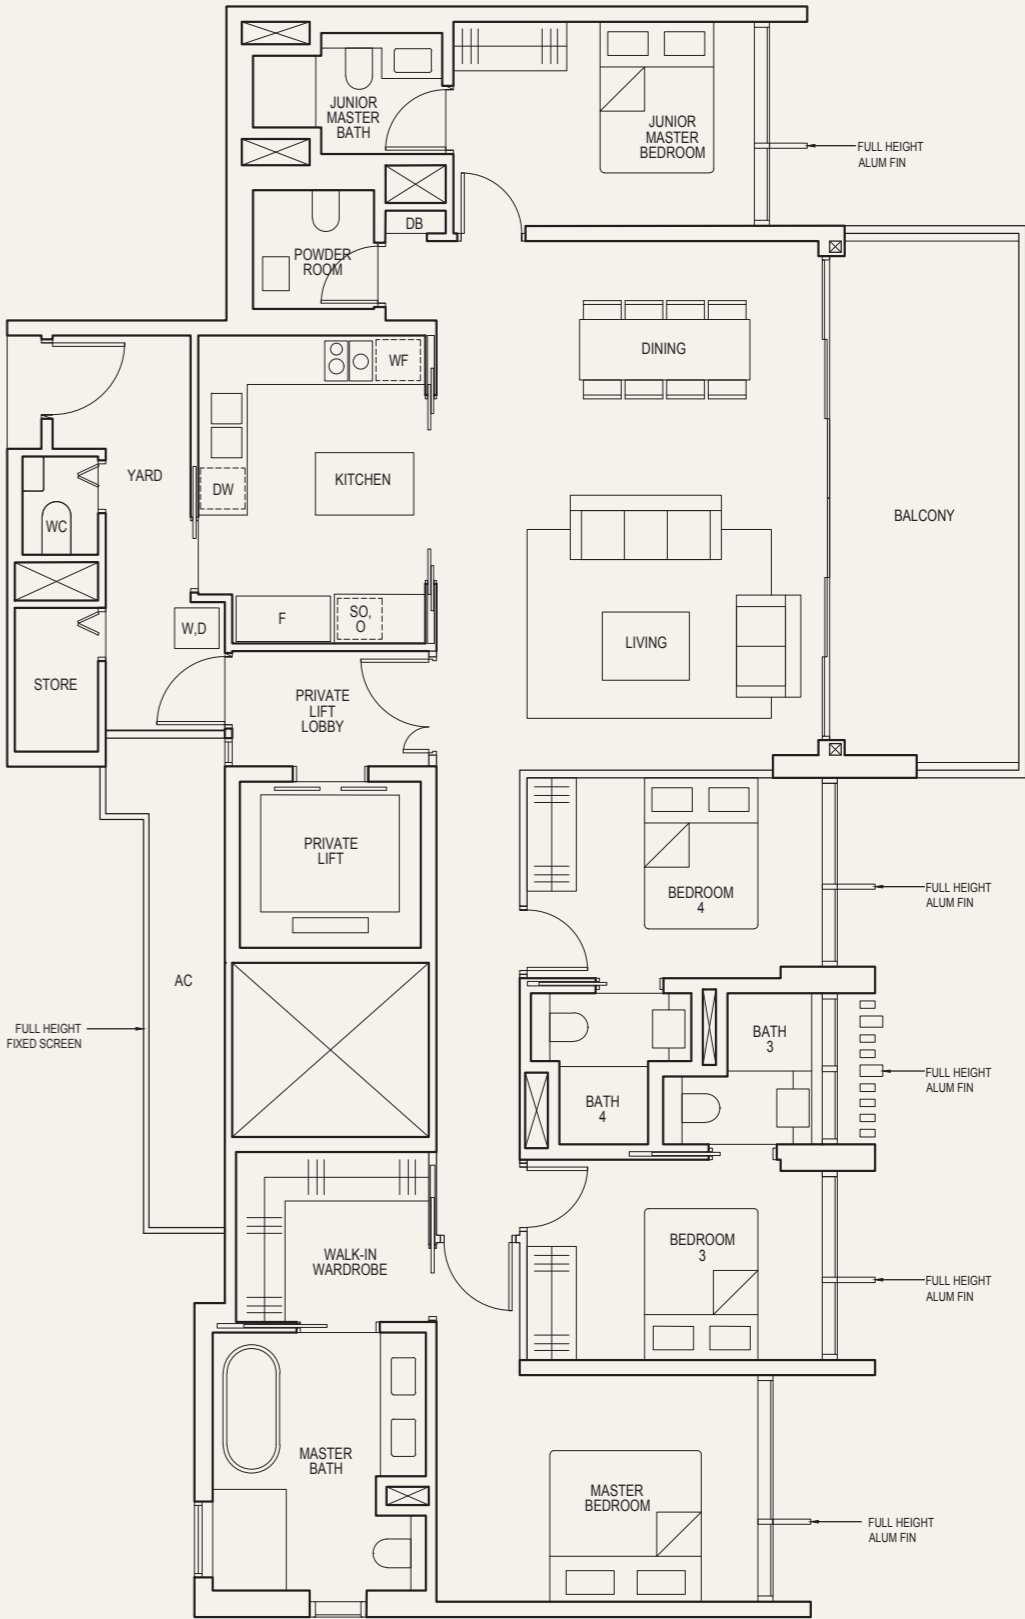 JUNIOR
MASTER
BATH
JUNIOR
MASTER
BEDROOM
FULL HEIGHT
ALUM FIN
DB
POWDER
ROOM
DINING
WF
KITCHEN
YARD
DW
WC
BALCONY
F
SO,
O
W,D
LIVING
STORE
PRIVATE
LIFT
LOBBY
PRIVATE
LIFT
BEDROOM
4
FULL HEIGHT
ALUM FIN
AC
FULL HEIGHT
FIXED SCREEN
BATH
3
FULL HEIGHT
ALUM FIN
BATH
4
WALK-IN
WARDROBE
BEDROOM
3
FULL HEIGHT
ALUM FIN
MASTER
BATH
MASTER
BEDROOM
FULL HEIGHT
ALUM FIN